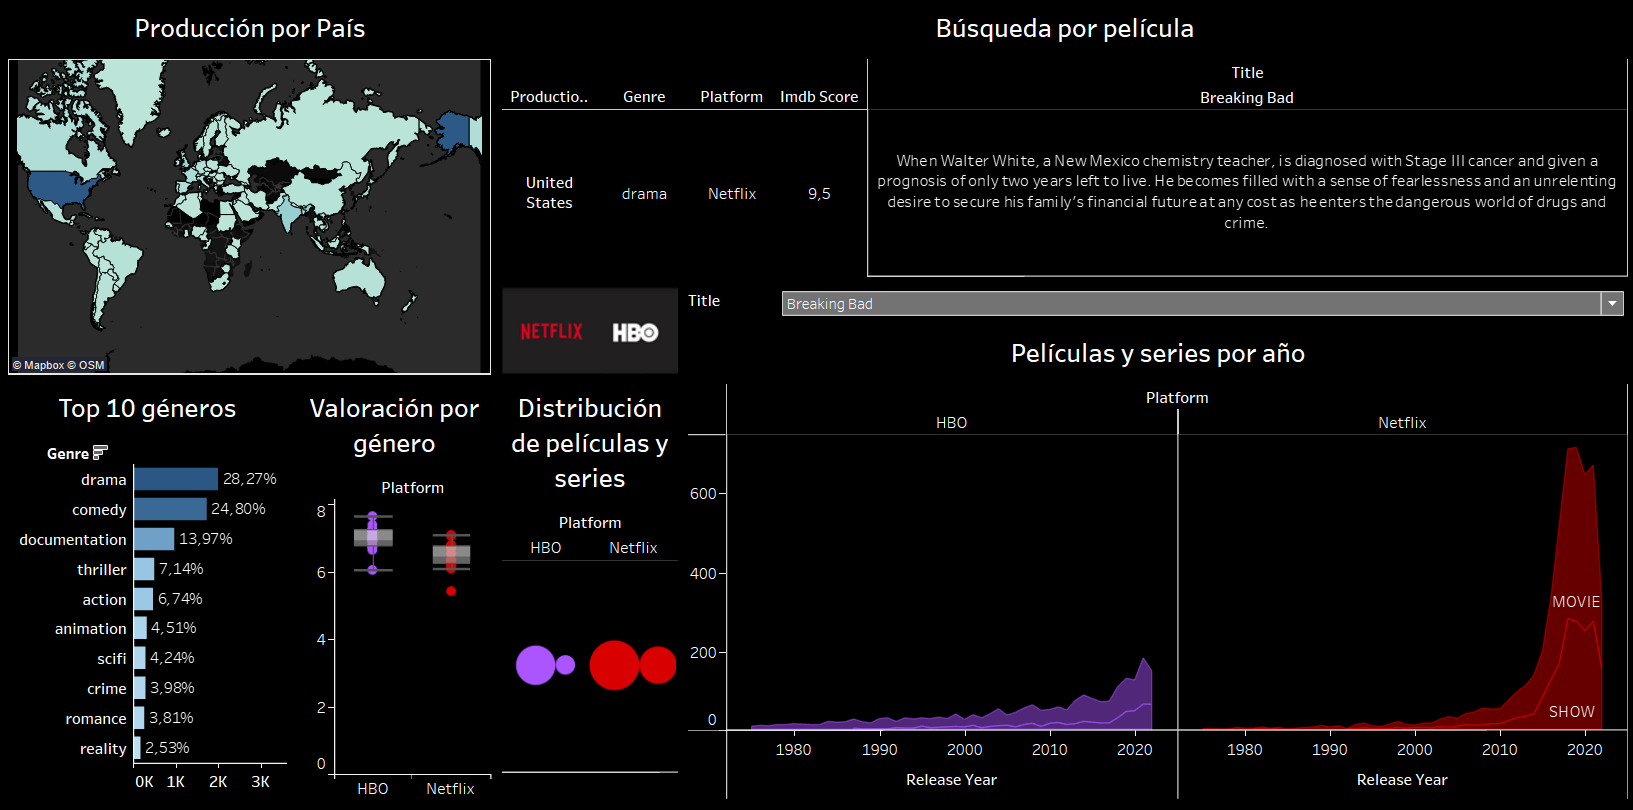 Producción por País
© Mapbox © OSM
Búsqueda por película
Title
Productio..
Genre
Platform
Imdb Score
Breaking Bad
United
States
drama
Netflix
9,5
When Walter White, a New Mexico chemistry teacher, is diagnosed with Stage III cancer and given a
prognosis of only two years left to live. He becomes filled with a sense of fearlessness and an unrelenting
desire to secure his family's financial future at any cost as he enters the dangerous world of drugs and
crime.
NETFLIX
HBO
Title
Breaking Bad
Top 10 géneros
Genre
drama
28,27%
comedy
24,80%
documentation
13,97%
thriller
7,14%
action
6,74%
animation
4,51%
scifi
4,24%
crime
3,98%
romance
3,81%
reality
2,53%
0K
1K
2K
3K
Valoración por
género
Platform
8
6
4
2
0
HBO
Netflix
Distribución
de películas y
series
Platform
HBO
Netflix
Películas y series por año
Platform
HBO
Netflix
600
400
200
0
MOVIE
SHOW
1980
1990
2000
2010
2020
1980
1990
2000
2010
2020
Release Year
Release Year